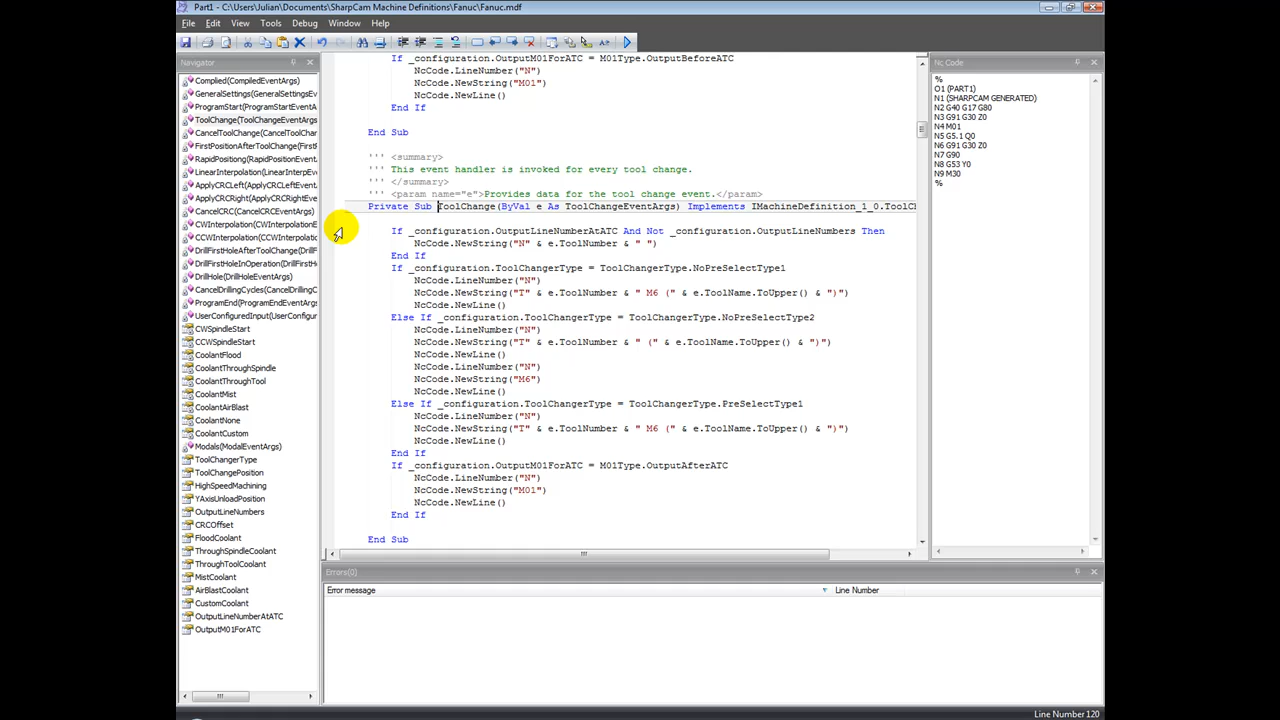 Part1 - C:\Users\Julian\Documents\SharpCam Machine Definitions\Fanuc\Fanuc.mdf
File Edit View Tools Debug Window Help
Navigator
Complied(CompiledEventArgs)
GeneralSettings(GeneralSettingsEv
ProgramStart(ProgramStartEventA
ToolChange(ToolChangeEventArgs
CancelToolChange(CancelToolChan
FirstPositionAfterToolChange(First
RapidPositiong(RapidPositionEvent
LinearInterpolation(LinearInterpE
ApplyCRCLeft(ApplyCRCLeftEventA
ApplyCRCRight(ApplyCRCRightEven
CancelCRC(CancelCRCEventArgs)
CWInterpolation(CWInterpolationE
CCWInterpolation(CCWInterpolatio
DrillFirstHoleAfterToolChange(DrillF
DrillFirstHoleInOperation(DrillFirstH
DrillHole(DrillHoleEventArgs)
CancelDrillingCycles(CancelDrillingC
ProgramEnd(ProgramEndEventArgs
UserConfiguredInput(UserConfigur
CWSpindleStart
CCWSpindleStart
CoolantFlood
CoolantThroughSpindle
CoolantThroughTool
CoolantMist
CoolantAirBlast
CoolantNone
CoolantCustom
Modals(ModalEventArgs)
ToolChangerType
ToolChangePosition
HighSpeedMachining
YAxisUnloadPosition
OutputLineNumbers
CRCOffset
FloodCoolant
ThroughSpindleCoolant
ThroughToolCoolant
MistCoolant
AirBlastCoolant
CustomCoolant
OutputLineNumberAtATC
OutputM01ForATC
If _configuration.OutputM01ForATC = M01Type.OutputBeforeATC
NcCode.LineNumber("N")
NcCode.NewString("M01")
NcCode.NewLine()
End If
End Sub
''' <summary>
''' This event handler is invoked for every tool change.
''' </summary>
''' <param name="e">Provides data for the tool change event.</param>
Private Sub ToolChange(ByVal e As ToolChangeEventArgs) Implements IMachineDefinition_1_0.ToolCh
If _configuration.OutputLineNumberAtATC And Not _configuration.OutputLineNumbers Then
NcCode.NewString("N" & e.ToolNumber & " ")
End If
If _configuration.ToolChangerType = ToolChangerType.NoPreSelectType1
NcCode.LineNumber("N")
NcCode.NewString("T" & e.ToolNumber & " M6 (" & e.ToolName.ToUpper() & ")")
NcCode.NewLine()
Else If _configuration.ToolChangerType = ToolChangerType.NoPreSelectType2
NcCode.LineNumber("N")
NcCode.NewString("T" & e.ToolNumber & " (" & e.ToolName.ToUpper() & ")")
NcCode.NewLine()
NcCode.LineNumber("N")
NcCode.NewString("M6")
NcCode.NewLine()
Else If _configuration.ToolChangerType = ToolChangerType.PreSelectType1
NcCode.LineNumber("N")
NcCode.NewString("T" & e.ToolNumber & " M6 (" & e.ToolName.ToUpper() & ")")
NcCode.NewLine()
End If
If _configuration.OutputM01ForATC = M01Type.OutputAfterATC
NcCode.LineNumber("N")
NcCode.NewString("M01")
NcCode.NewLine()
End If
End Sub
Nc Code
%
O1 (PART1)
N1 (SHARPCAM GENERATED)
N2 G40 G17 G80
N3 G91 G30 Z0
N4 M01
N5 G5.1 Q0
N6 G91 G30 Z0
N7 G90
N8 G53 Y0
N9 M30
%
Errors(0)
Error message Line Number
Line Number 120